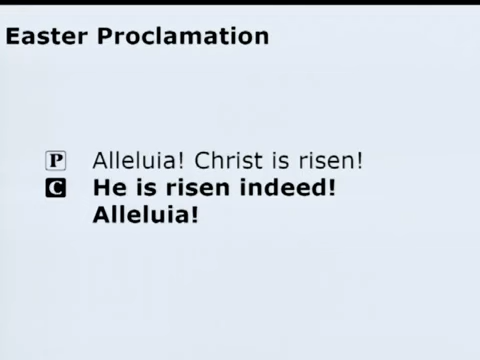 Easter Proclamation
P Alleluia! Christ is risen!
C He is risen indeed!
Alleluia!